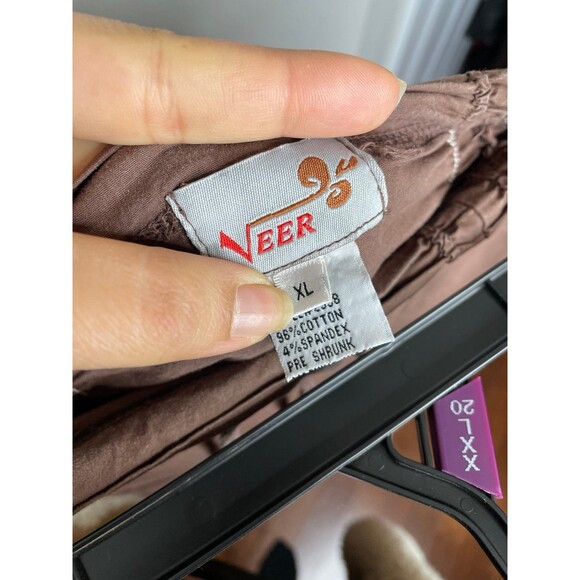 VEER
XL
96%COTTON
4%SPANDEX
PRE SHRUNK
XXL
20